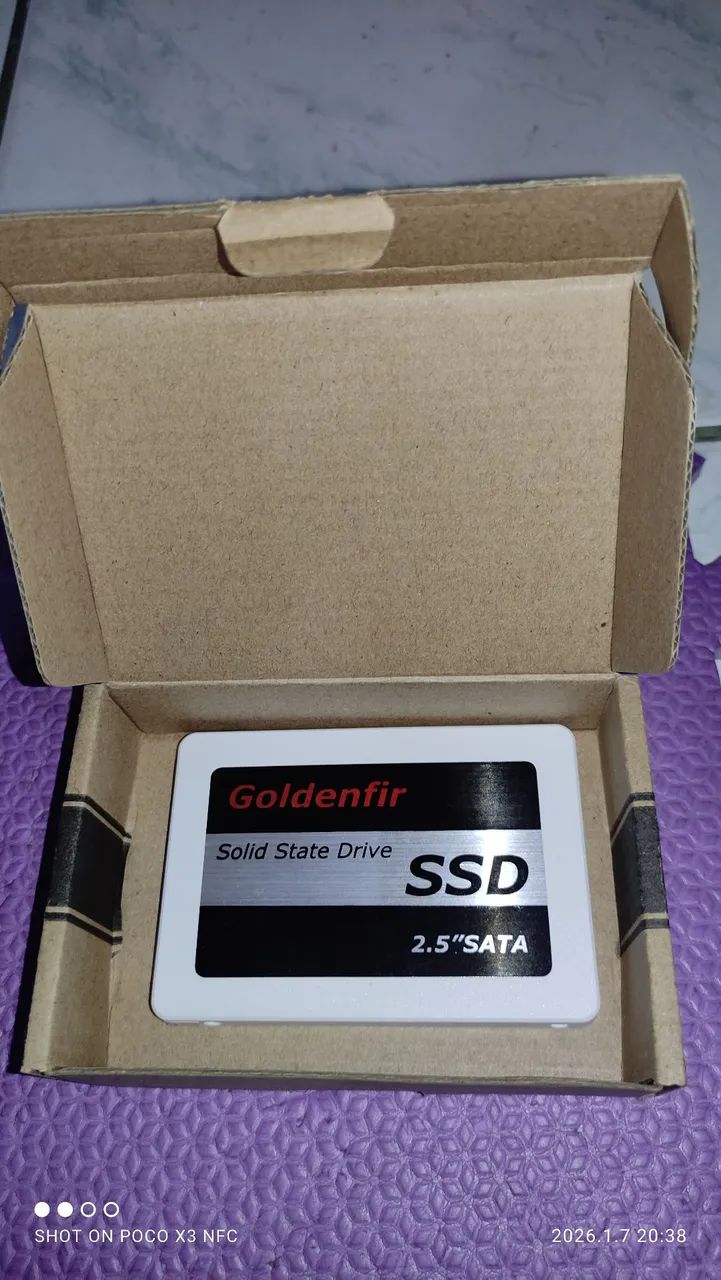 Goldenfir
Solid State Drive
SSD
2.5"SATA
SHOT ON POCO X3 NFC
2026.1.7 20:38